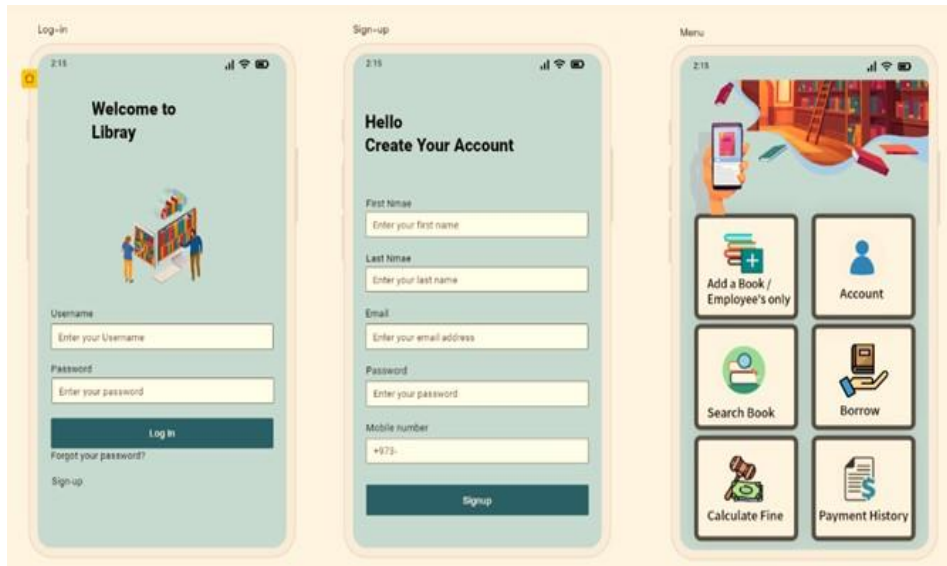 Log-in
2:15
Welcome to
Libray
Username
Enter your Username
Password
Enter your password
Log In
Forgot your password?
Sign-up
Sign-up
2:15
Hello
Create Your Account
First Nmae
Enter your first name
Last Nmae
Enter your last name
Email
Enter your email address
Password
Enter your password
Mobile number
+973-
Signup
Menu
2:15
Add a Book /
Employee's only
Account
Search Book
Borrow
Calculate Fine
Payment History